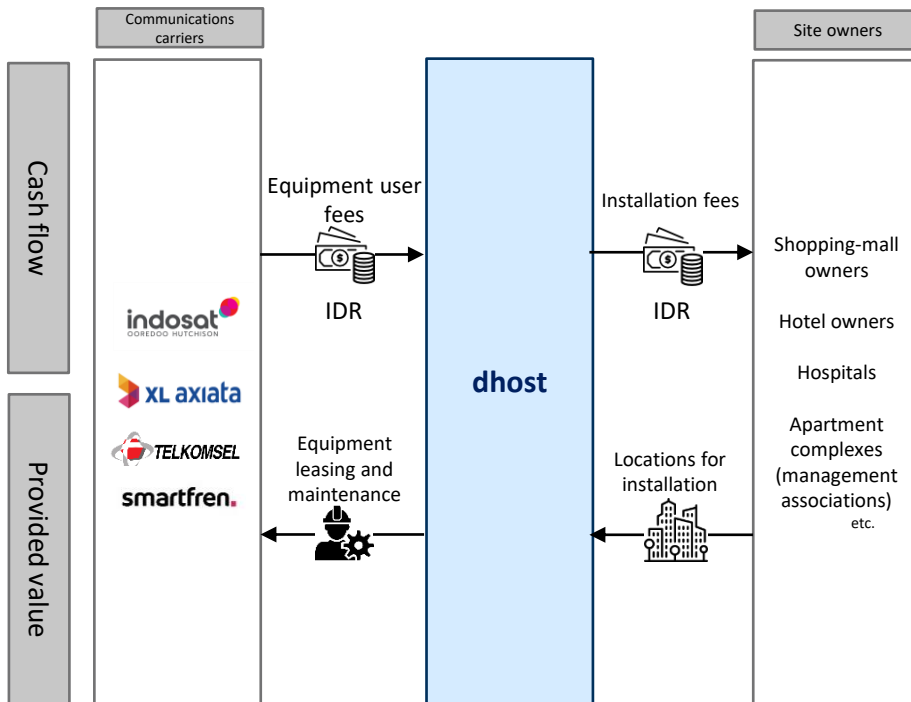 Communications
carriers
Site owners
Cash flow
Provided value
Equipment user
fees
IDR
Installation fees
IDR
indosat
OOREDOO HUTCHISON
XL axiata
TELKOMSEL
smartfren.
dhost
Equipment
leasing and
maintenance
Locations for
installation
Shopping-mall
owners
Hotel owners
Hospitals
Apartment
complexes
(management
associations)
etc.